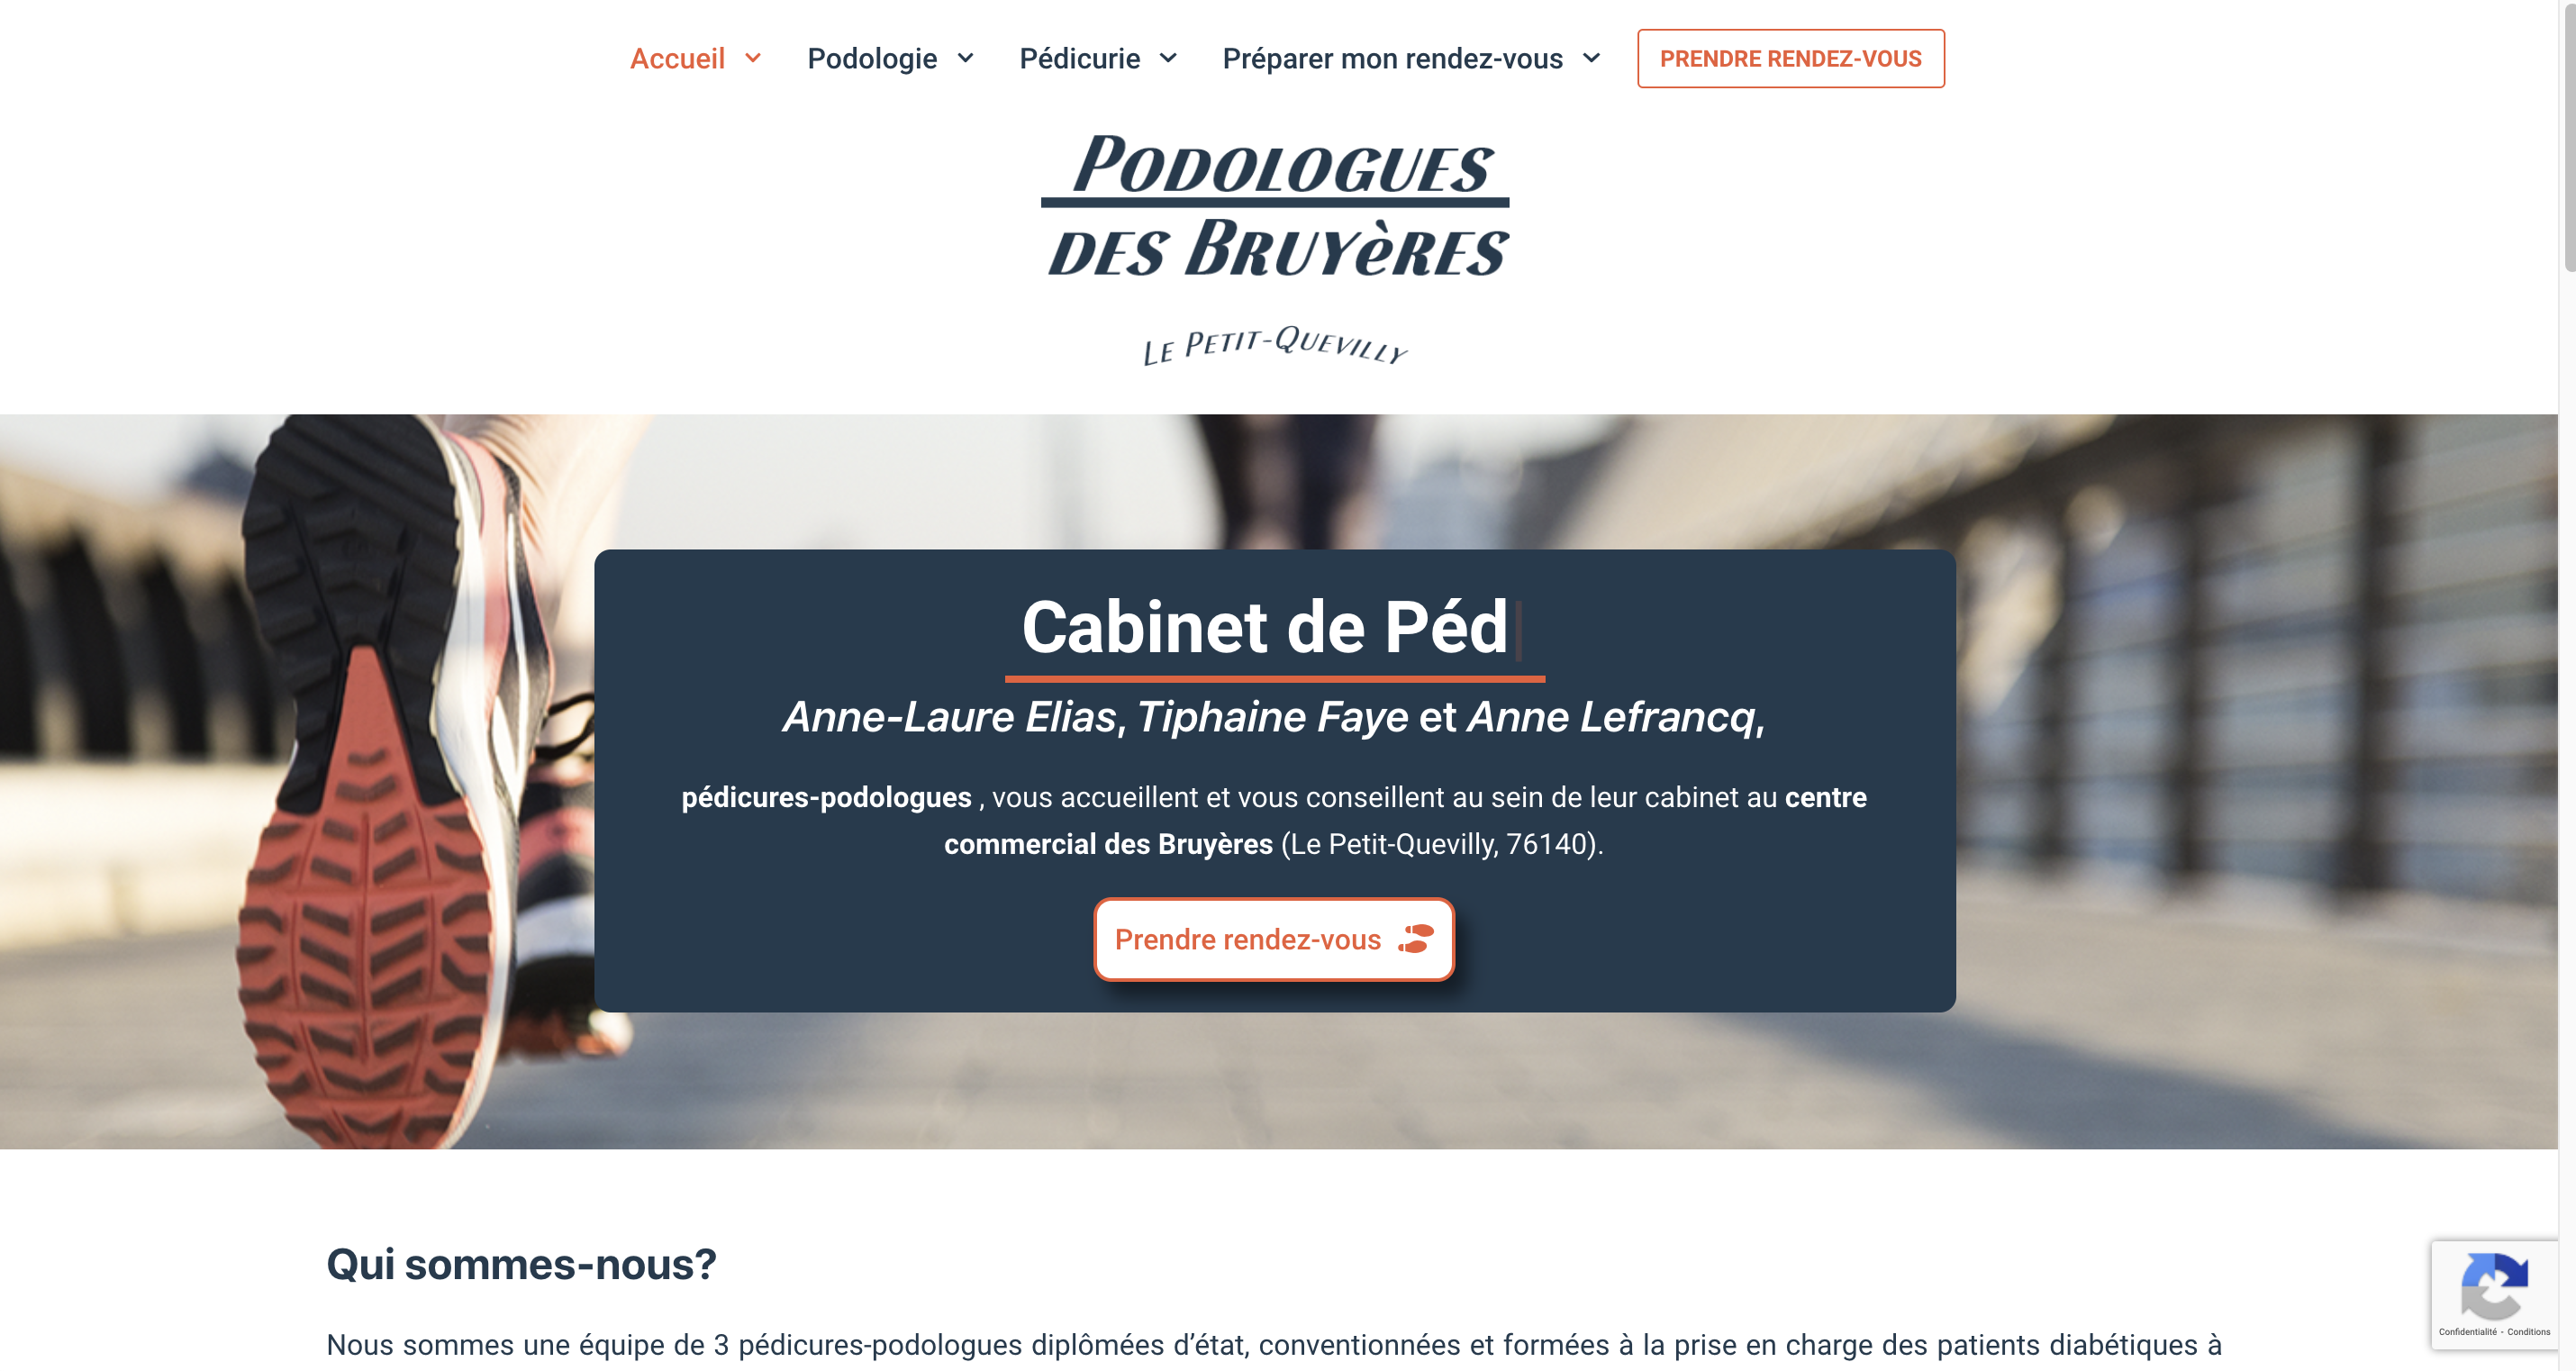 Accueil Podologie Pédicurie Préparer mon rendez-vous PRENDRE RENDEZ-VOUS
PODOLOGUES
DES BRUYèRES
LE PETIT-QUEVILLY
Cabinet de Péd
Anne-Laure Elias, Tiphaine Faye et Anne Lefrancq,
pédicures-podologues , vous accueillent et vous conseillent au sein de leur cabinet au centre
commercial des Bruyères (Le Petit-Quevilly, 76140).
Prendre rendez-vous
Qui sommes-nous?
Nous sommes une équipe de 3 pédicures-podologues diplômées d’état, conventionnées et formées à la prise en charge des patients diabétiques à
Confidentialité - Conditions